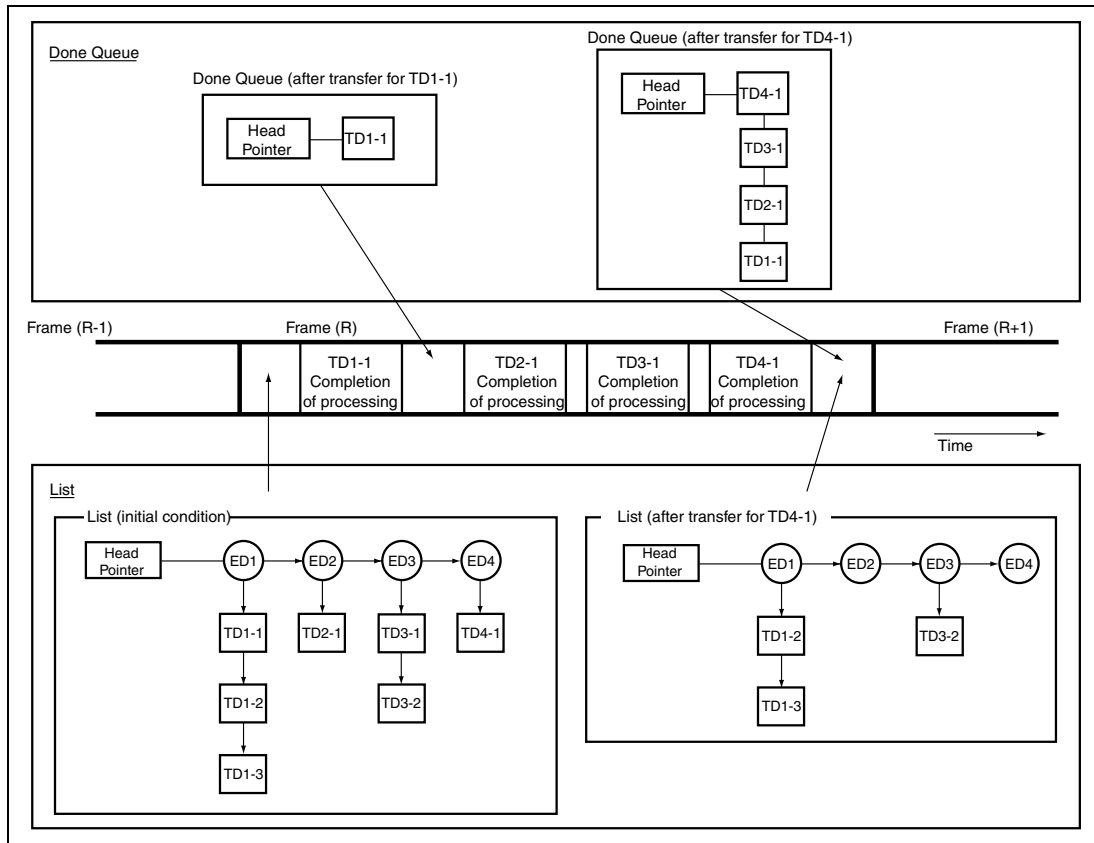 Done Queue
Done Queue (after transfer for TD1-1)
Head
Pointer
TD1-1
Done Queue (after transfer for TD4-1)
Head
Pointer
TD4-1
TD3-1
TD2-1
TD1-1
Frame (R-1)
Frame (R)
Frame (R+1)
TD1-1
Completion
of processing
TD2-1
Completion
of processing
TD3-1
Completion
of processing
TD4-1
Completion
of processing
Time
List
List (initial condition)
Head
Pointer
ED1
ED2
ED3
ED4
TD1-1
TD2-1
TD3-1
TD4-1
TD1-2
TD3-2
TD1-3
List (after transfer for TD4-1)
Head
Pointer
ED1
ED2
ED3
ED4
TD1-2
TD3-2
TD1-3